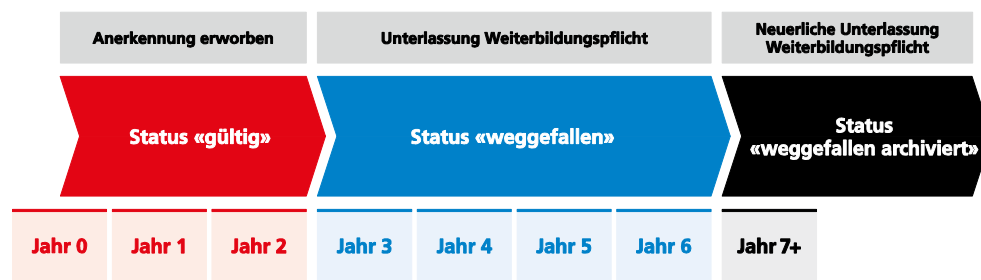 Anerkennung erworben
Unterlassung Weiterbildungspflicht
Neuerliche Unterlassung
Weiterbildungspflicht
Status «gültig»
Status «weggefallen»
Status
«weggefallen archiviert»
Jahr 0
Jahr 1
Jahr 2
Jahr 3
Jahr 4
Jahr 5
Jahr 6
Jahr 7+